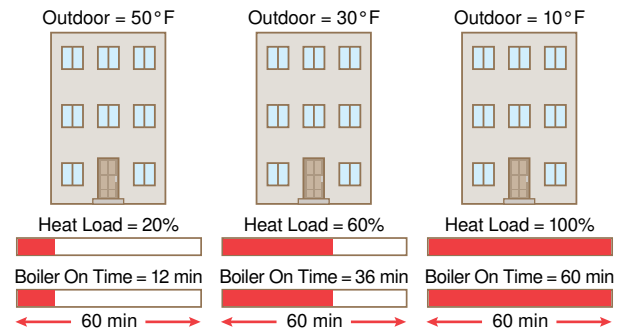 Outdoor = 50°F
Heat Load = 20%
Boiler On Time = 12 min
60 min
Outdoor = 30°F
Heat Load = 60%
Boiler On Time = 36 min
60 min
Outdoor = 10°F
Heat Load = 100%
Boiler On Time = 60 min
60 min